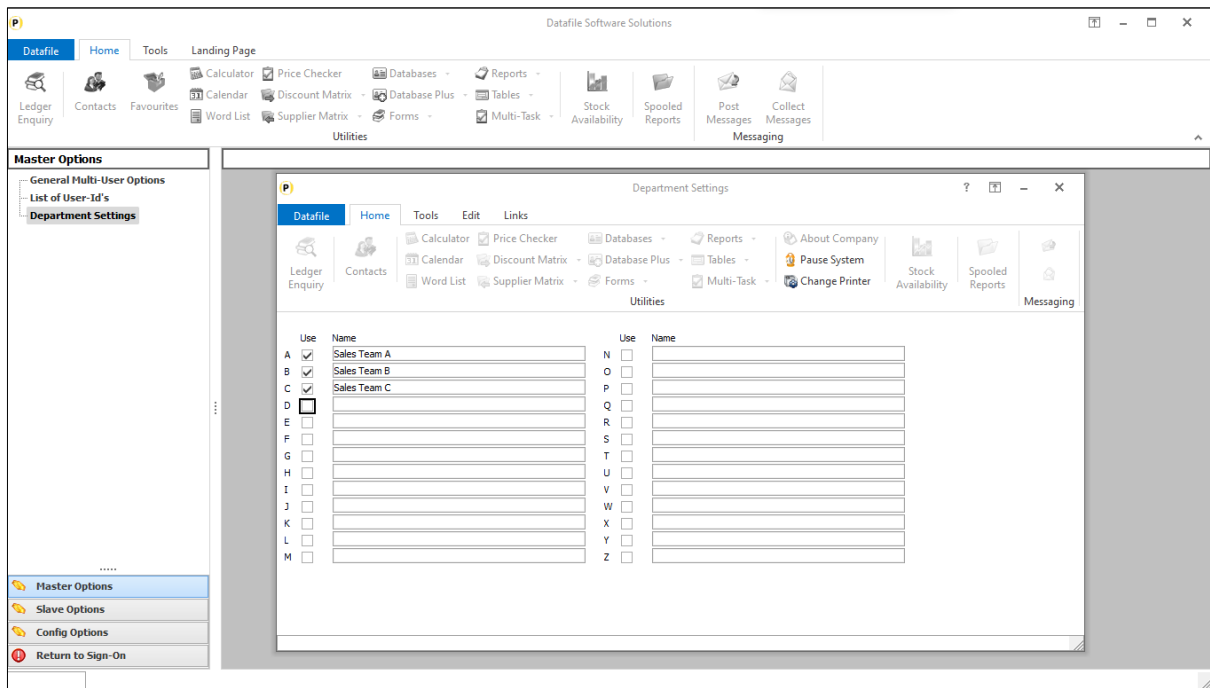 (P) Datafile Software Solutions
Datafile Home Tools Landing Page
Calculator Price Checker Databases Reports
Calendar Discount Matrix Database Plus Tables
Word List Supplier Matrix Forms Multi-Task
Ledger Enquiry Contacts Favourites Stock Availability Spooled Reports Post Messages Collect Messages
Utilities Messaging
Master Options
General Multi-User Options
List of User-Id's
Department Settings
(P) Department Settings ?
Datafile Home Tools Edit Links
Calculator Price Checker Databases Reports About Company
Calendar Discount Matrix Database Plus Tables Pause System
Word List Supplier Matrix Forms Multi-Task Change Printer
Ledger Enquiry Contacts Stock Availability Spooled Reports
Utilities Messaging
Use Name Use Name
A Sales Team A N
B Sales Team B O
C Sales Team C P
D Q
E R
F S
G T
H U
I V
J W
K X
L Y
M Z
Master Options
Slave Options
Config Options
Return to Sign-On